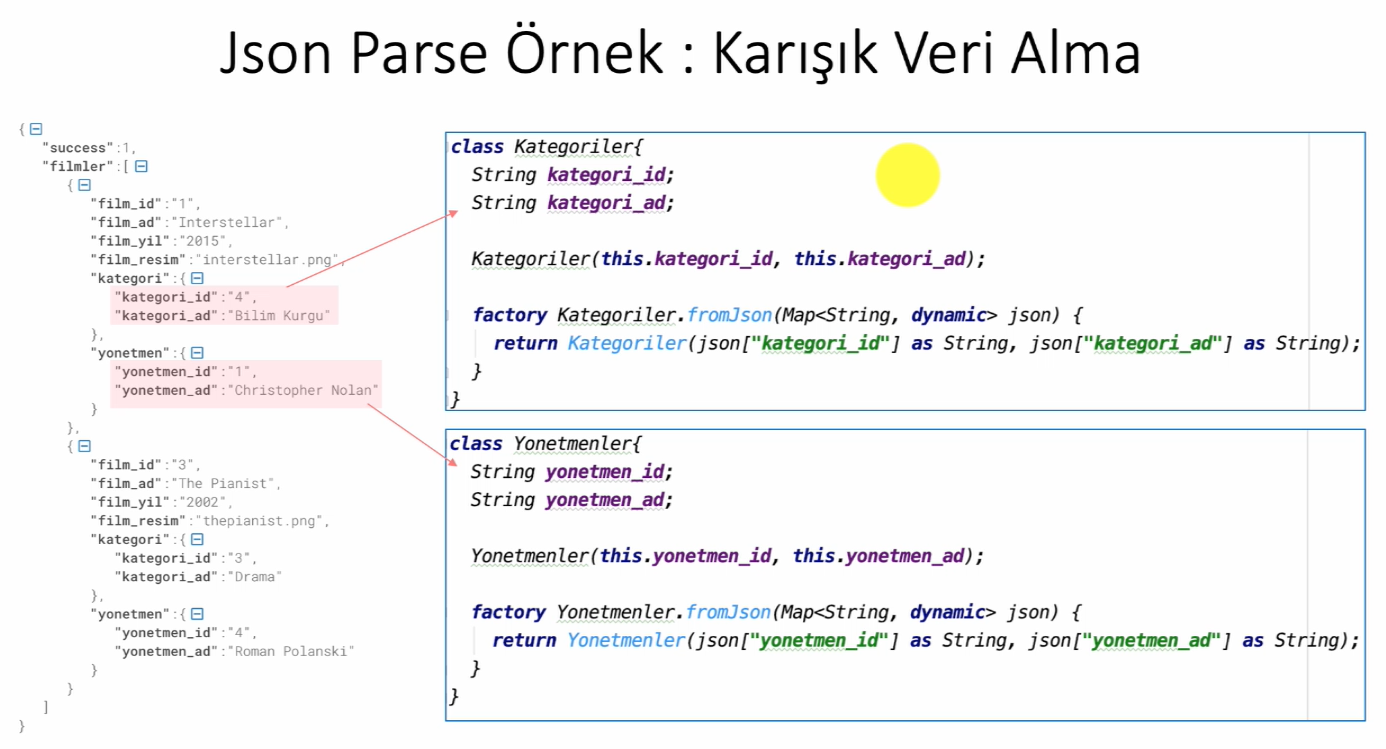 Json Parse Örnek : Karışık Veri Alma
{
"success":1,
"filmler":[
{
"film_id":"1",
"film_ad":"Interstellar",
"film_yil":"2015",
"film_resim":"interstellar.png",
"kategori":{
"kategori_id":"4",
"kategori_ad":"Bilim Kurgu"
},
"yonetmen":{
"yonetmen_id":"1",
"yonetmen_ad":"Christopher Nolan"
}
},
{
"film_id":"3",
"film_ad":"The Pianist",
"film_yil":"2002",
"film_resim":"thepianist.png",
"kategori":{
"kategori_id":"3",
"kategori_ad":"Drama"
},
"yonetmen":{
"yonetmen_id":"4",
"yonetmen_ad":"Roman Polanski"
}
}
]
}
class Kategoriler{
String kategori_id;
String kategori_ad;
Kategoriler(this.kategori_id, this.kategori_ad);
factory Kategoriler.fromJson(Map<String, dynamic> json) {
return Kategoriler(json["kategori_id"] as String, json["kategori_ad"] as String);
}
}
class Yonetmenler{
String yonetmen_id;
String yonetmen_ad;
Yonetmenler(this.yonetmen_id, this.yonetmen_ad);
factory Yonetmenler.fromJson(Map<String, dynamic> json) {
return Yonetmenler(json["yonetmen_id"] as String, json["yonetmen_ad"] as String);
}
}